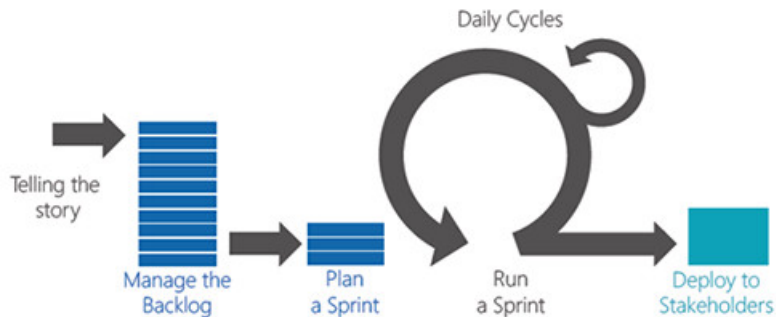 Daily Cycles
Telling the
story
Manage the
Backlog
Plan
a Sprint
Run
a Sprint
Deploy to
Stakeholders